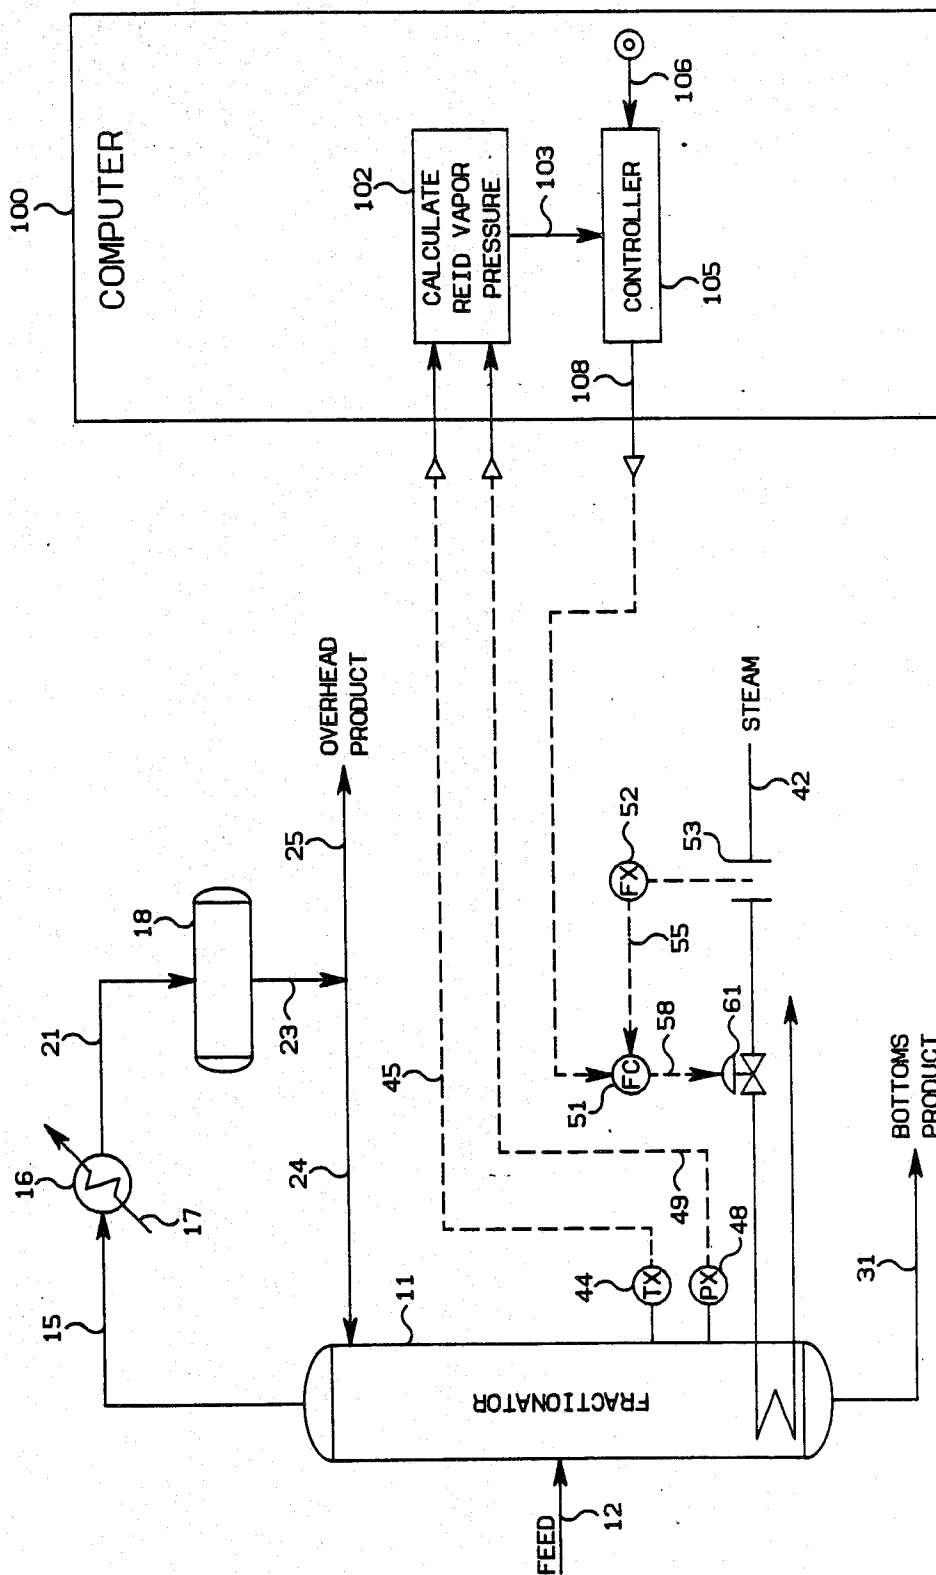 100
COMPUTER
102
CALCULATE
REID VAPOR
PRESSURE
103
106
CONTROLLER
105
108
OVERHEAD
PRODUCT
25
18
21
23
16
17
15
24
45
11
44
TX
PX
48
49
FRACTIONATOR
FEED
12
51
FC
55
FX
52
53
58
61
STEAM
42
31
BOTTOMS
PRODUCT